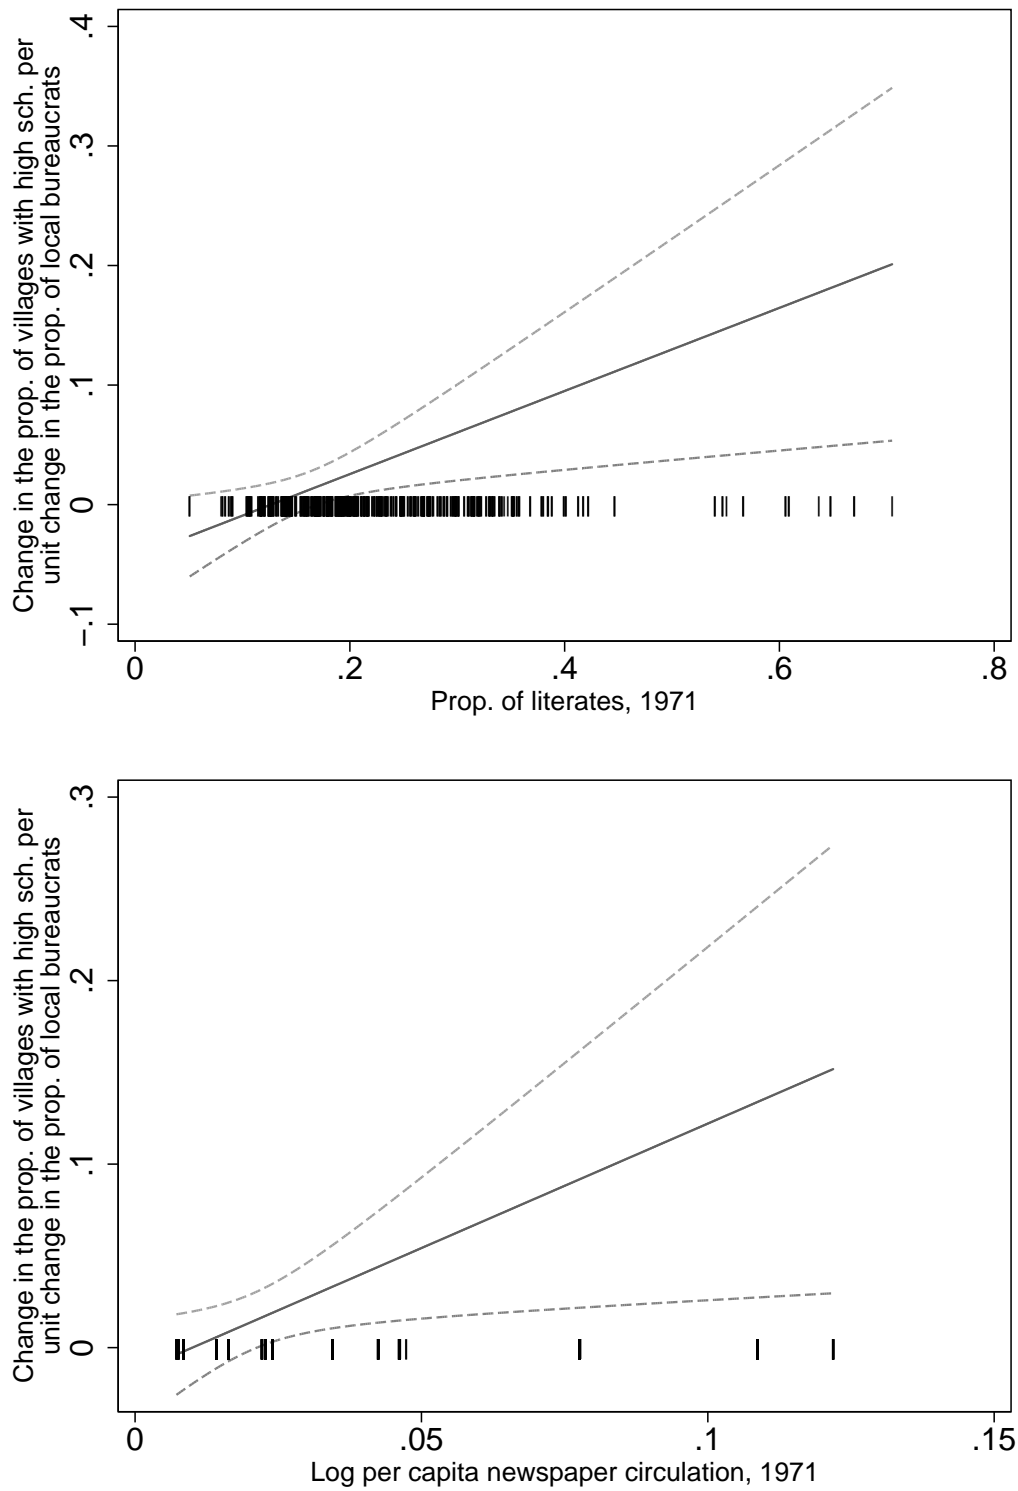 Change in the prop. of villages with high sch. per
unit change in the prop. of local bureaucrats
.4
.3
.2
.1
0
−.1
0 .2 .4 .6 .8
Prop. of literates, 1971
Change in the prop. of villages with high sch. per
unit change in the prop. of local bureaucrats
.3
.2
.1
0
0 .05 .1 .15
Log per capita newspaper circulation, 1971